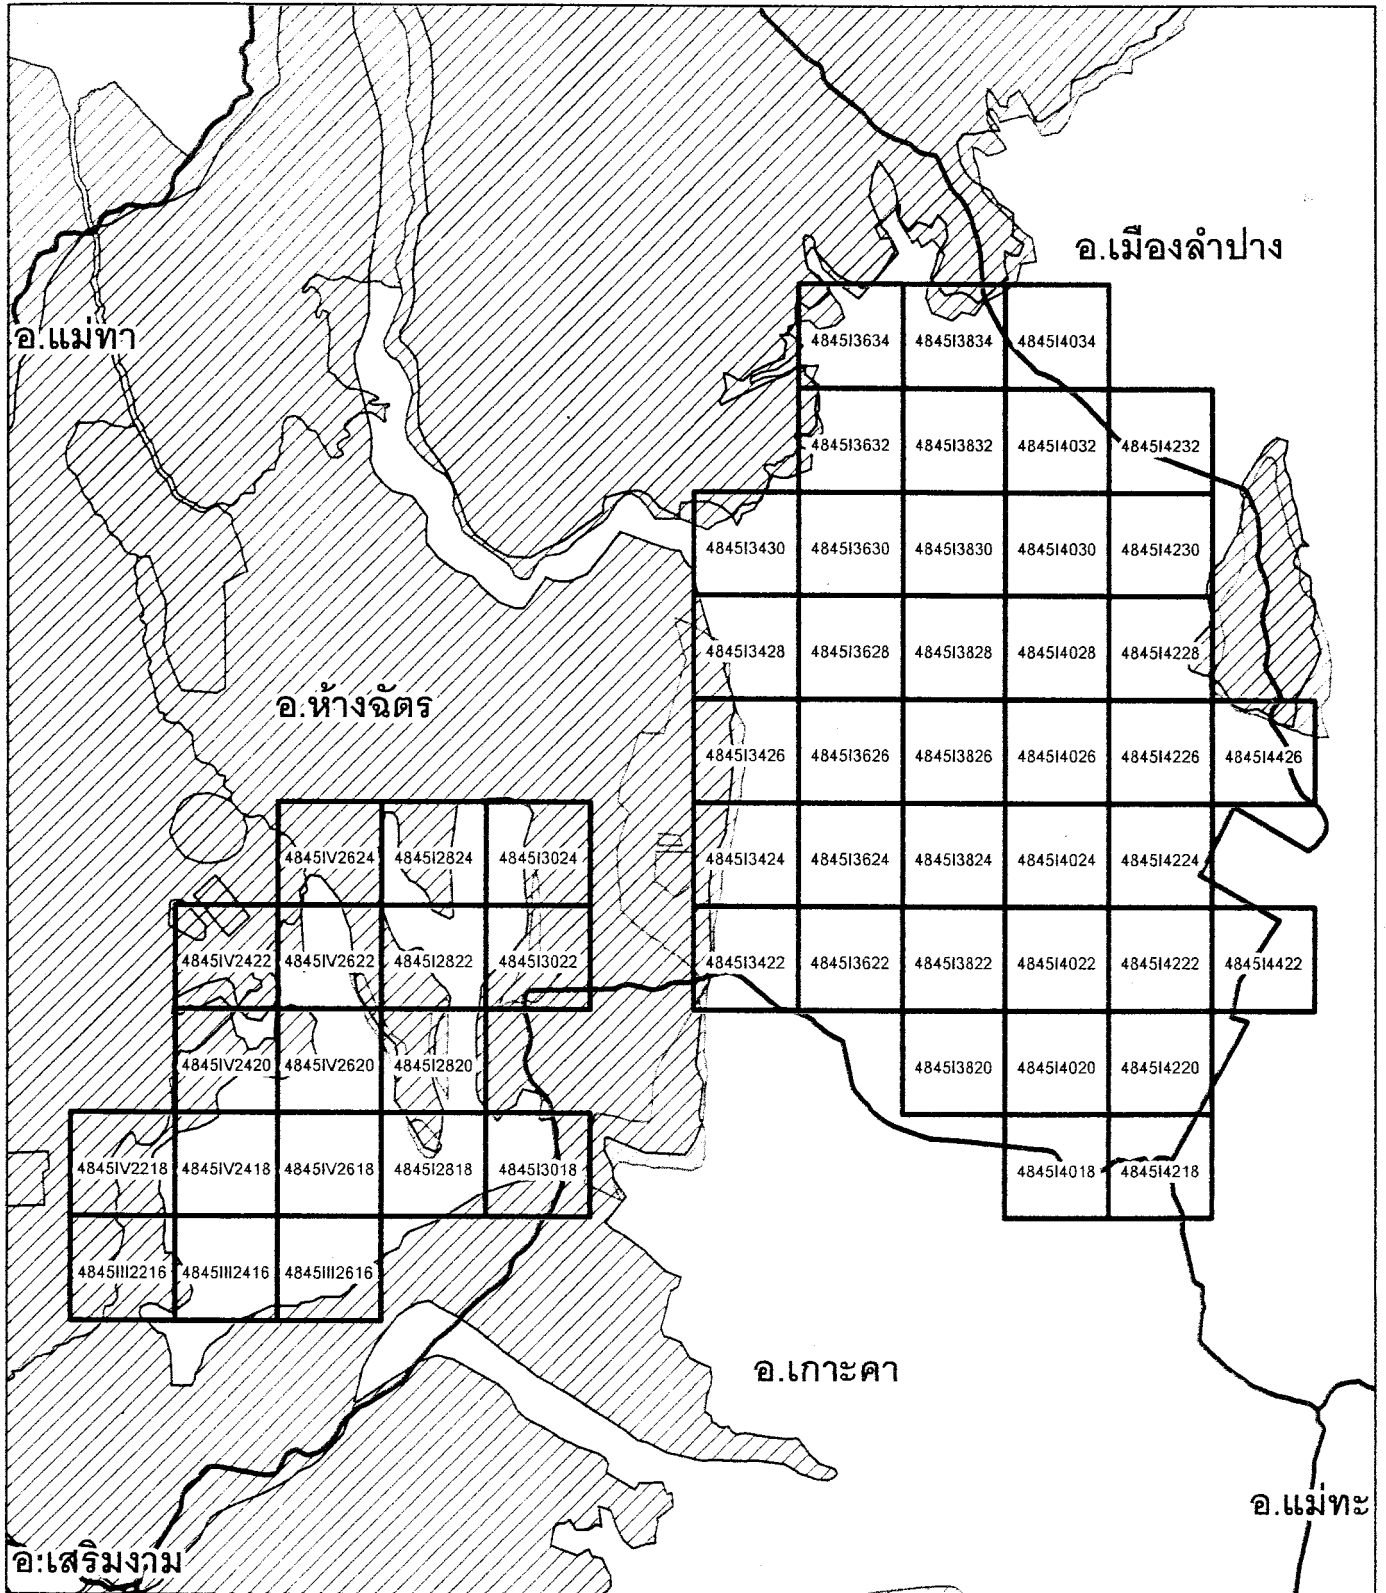 อ.เมืองลำปาง
อ.แม่ทา
4845I3634 4845I3834 4845I4034
4845I3632 4845I3832 4845I4032 4845I4232
4845I3430 4845I3630 4845I3830 4845I4030 4845I4230
4845I3428 4845I3628 4845I3828 4845I4028 4845I4228
อ.ห้างฉัตร
4845I3426 4845I3626 4845I3826 4845I4026 4845I4226 4845I4426
4845IV2624 4845I2824 4845I3024 4845I3424 4845I3624 4845I3824 4845I4024 4845I4224
4845IV2422 4845IV2622 4845I2822 4845I3022 4845I3422 4845I3622 4845I3822 4845I4022 4845I4222 4845I4422
4845IV2420 4845IV2620 4845I2820 4845I3820 4845I4020 4845I4220
4845IV2218 4845IV2418 4845IV2618 4845I2818 4845I3018 4845I4018 4845I4218
4845III2216 4845III2416 4845III2616
อ.เกาะคา
อ.แม่ทะ
อ.เสริมงาม